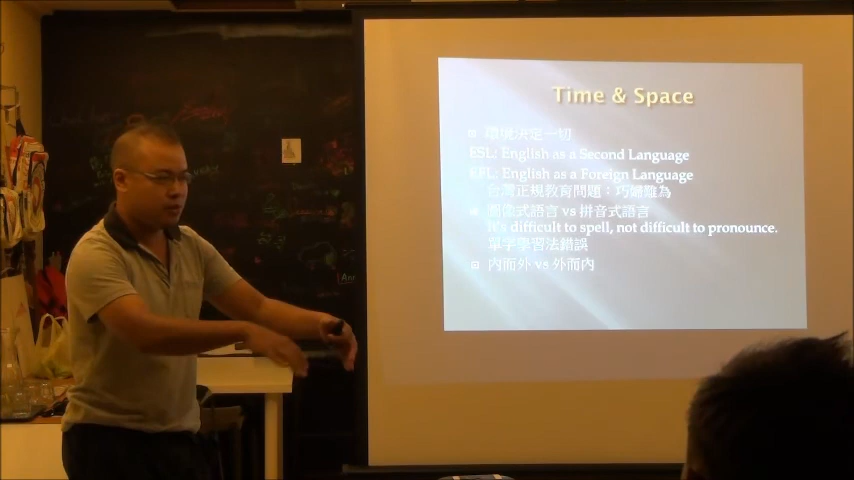 Time & Space
環境決定一切
ESL: English as a Second Language
EFL: English as a Foreign Language
台灣正規教育問題：巧婦難為
圖像式語言 vs 拼音式語言
It's difficult to spell, not difficult to pronounce.
單字學習法錯誤
內而外 vs 外而內